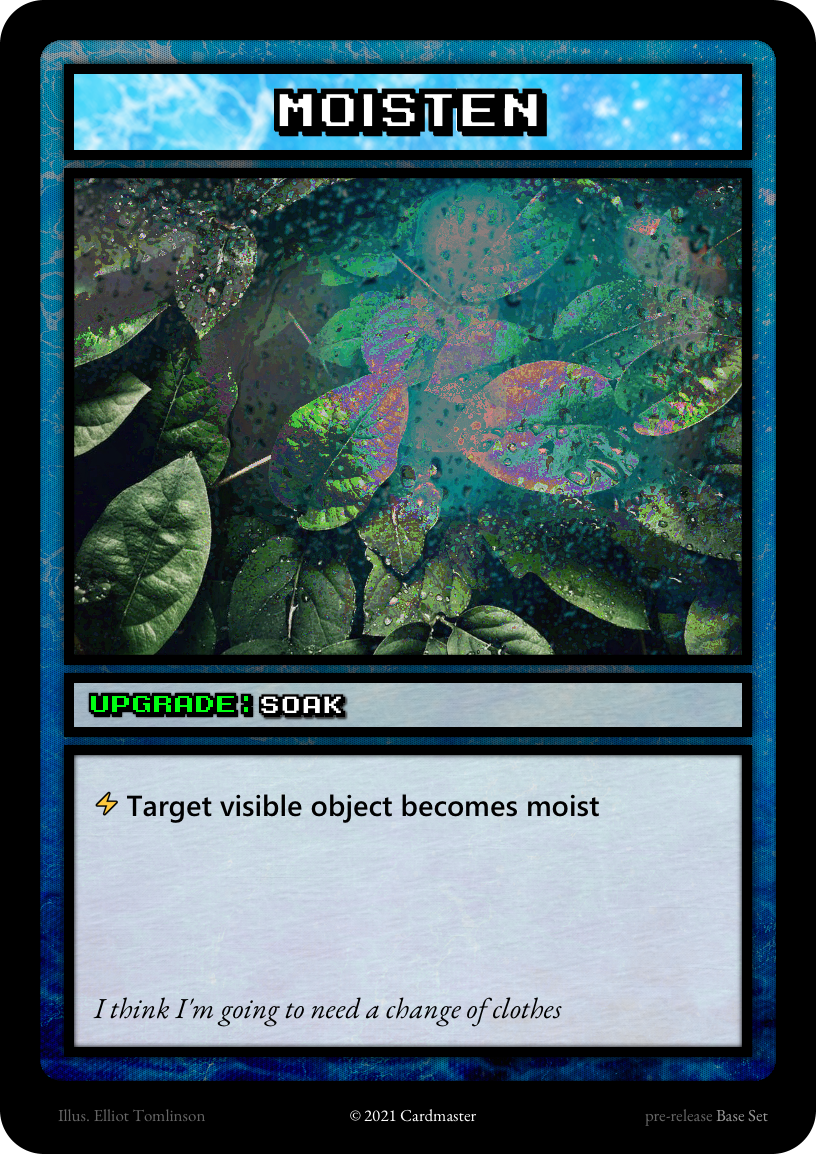 MOISTEN
UPGRADE: SOAK
⚡ Target visible object becomes moist
I think I'm going to need a change of clothes
Illus. Elliot Tomlinson © 2021 Cardmaster pre-release Base Set